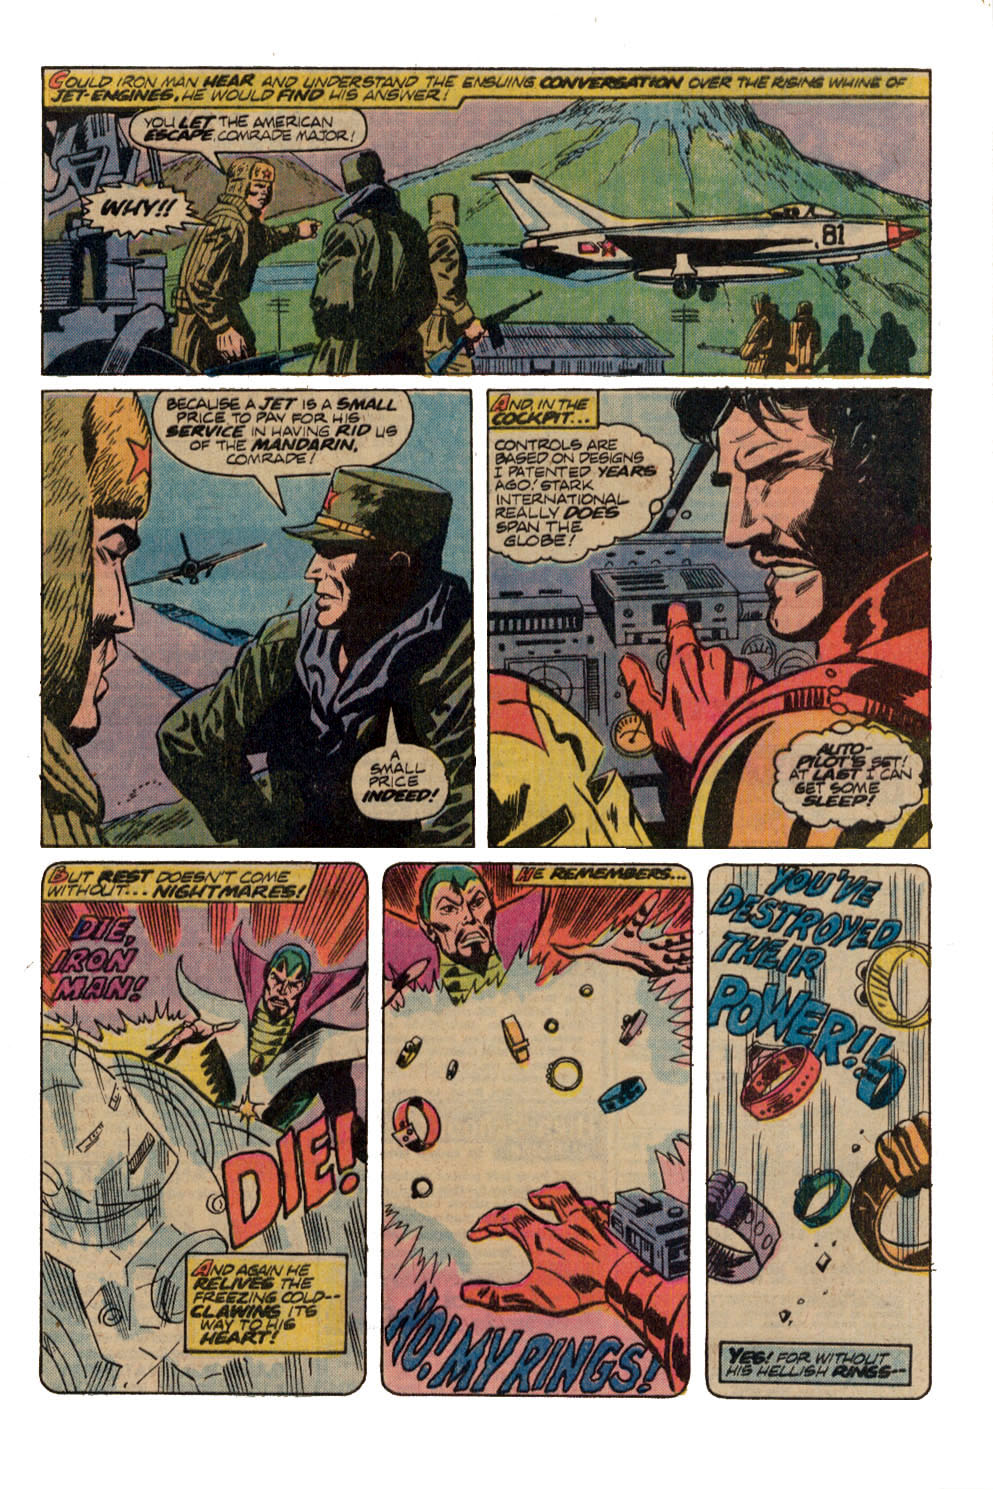 COULD IRON MAN HEAR AND UNDERSTAND THE ENSUING CONVERSATION OVER THE RISING WHINE OF
JET-ENGINES, HE WOULD FIND HIS ANSWER!
YOU LET THE AMERICAN
ESCAPE, COMRADE MAJOR!
WHY!!
81
BECAUSE A JET IS A SMALL
PRICE TO PAY FOR HIS
SERVICE IN HAVING RID US
OF THE MANDARIN,
COMRADE!
A
SMALL
PRICE
INDEED!
AND, IN THE
COCKPIT...
CONTROLS ARE
BASED ON DESIGNS
I PATENTED YEARS
AGO! STARK
INTERNATIONAL
REALLY DOES
SPAN THE
GLOBE!
AUTO-
PILOT'S SET!
AT LAST I CAN
GET SOME
SLEEP!
BUT REST DOESN'T COME
WITHOUT... NIGHTMARES!
DIE,
IRON
MAN!
DIE!
AND AGAIN HE
RELIVES THE
FREEZING COLD--
CLAWING ITS
WAY TO HIS
HEART!
HE REMEMBERS...
NO! MY RINGS!
YOU'VE
DESTROYED
THEIR
POWER!!
YES! FOR WITHOUT
HIS HELLISH RINGS--